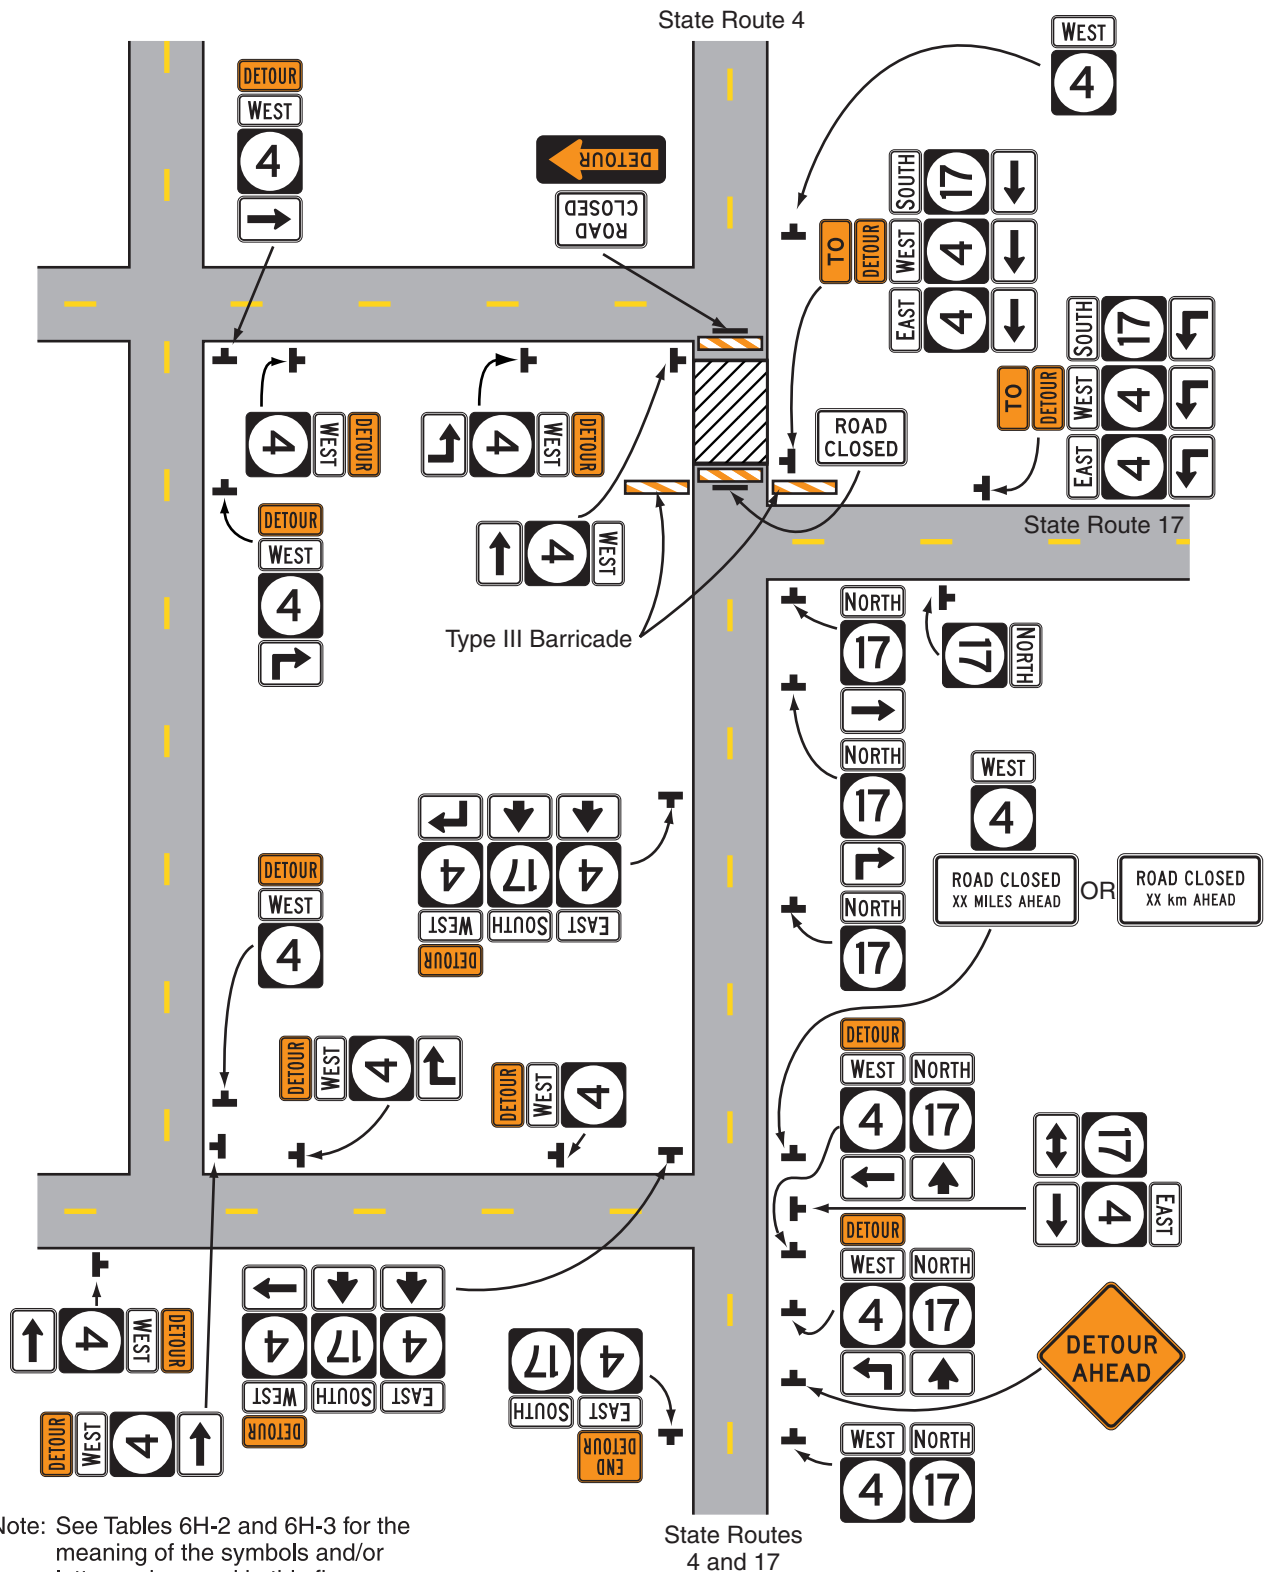 State Route 4
WEST
4
DETOUR
WEST
4
DETOUR
ROAD
CLOSED
SOUTH
17
TO
DETOUR
WEST
4
EAST
4
SOUTH
17
TO
DETOUR
WEST
4
EAST
4
4
WEST
DETOUR
4
WEST
DETOUR
ROAD
CLOSED
State Route 17
DETOUR
WEST
4
4
WEST
Type III Barricade
NORTH
17
17
NORTH
NORTH
17
WEST
4
ROAD CLOSED
XX MILES AHEAD
OR
ROAD CLOSED
XX km AHEAD
4
17
4
WEST
SOUTH
EAST
DETOUR
NORTH
17
DETOUR
WEST
4
DETOUR
WEST
4
DETOUR
WEST
4
DETOUR
WEST NORTH
4 17
17
4
EAST
DETOUR
WEST NORTH
4 17
4
WEST
DETOUR
4 17 4
WEST SOUTH EAST
DETOUR
17 4
SOUTH EAST
END
DETOUR
DETOUR
AHEAD
DETOUR
WEST
4
WEST NORTH
4 17
Note: See Tables 6H-2 and 6H-3 for the
meaning of the symbols and/or
State Routes
4 and 17